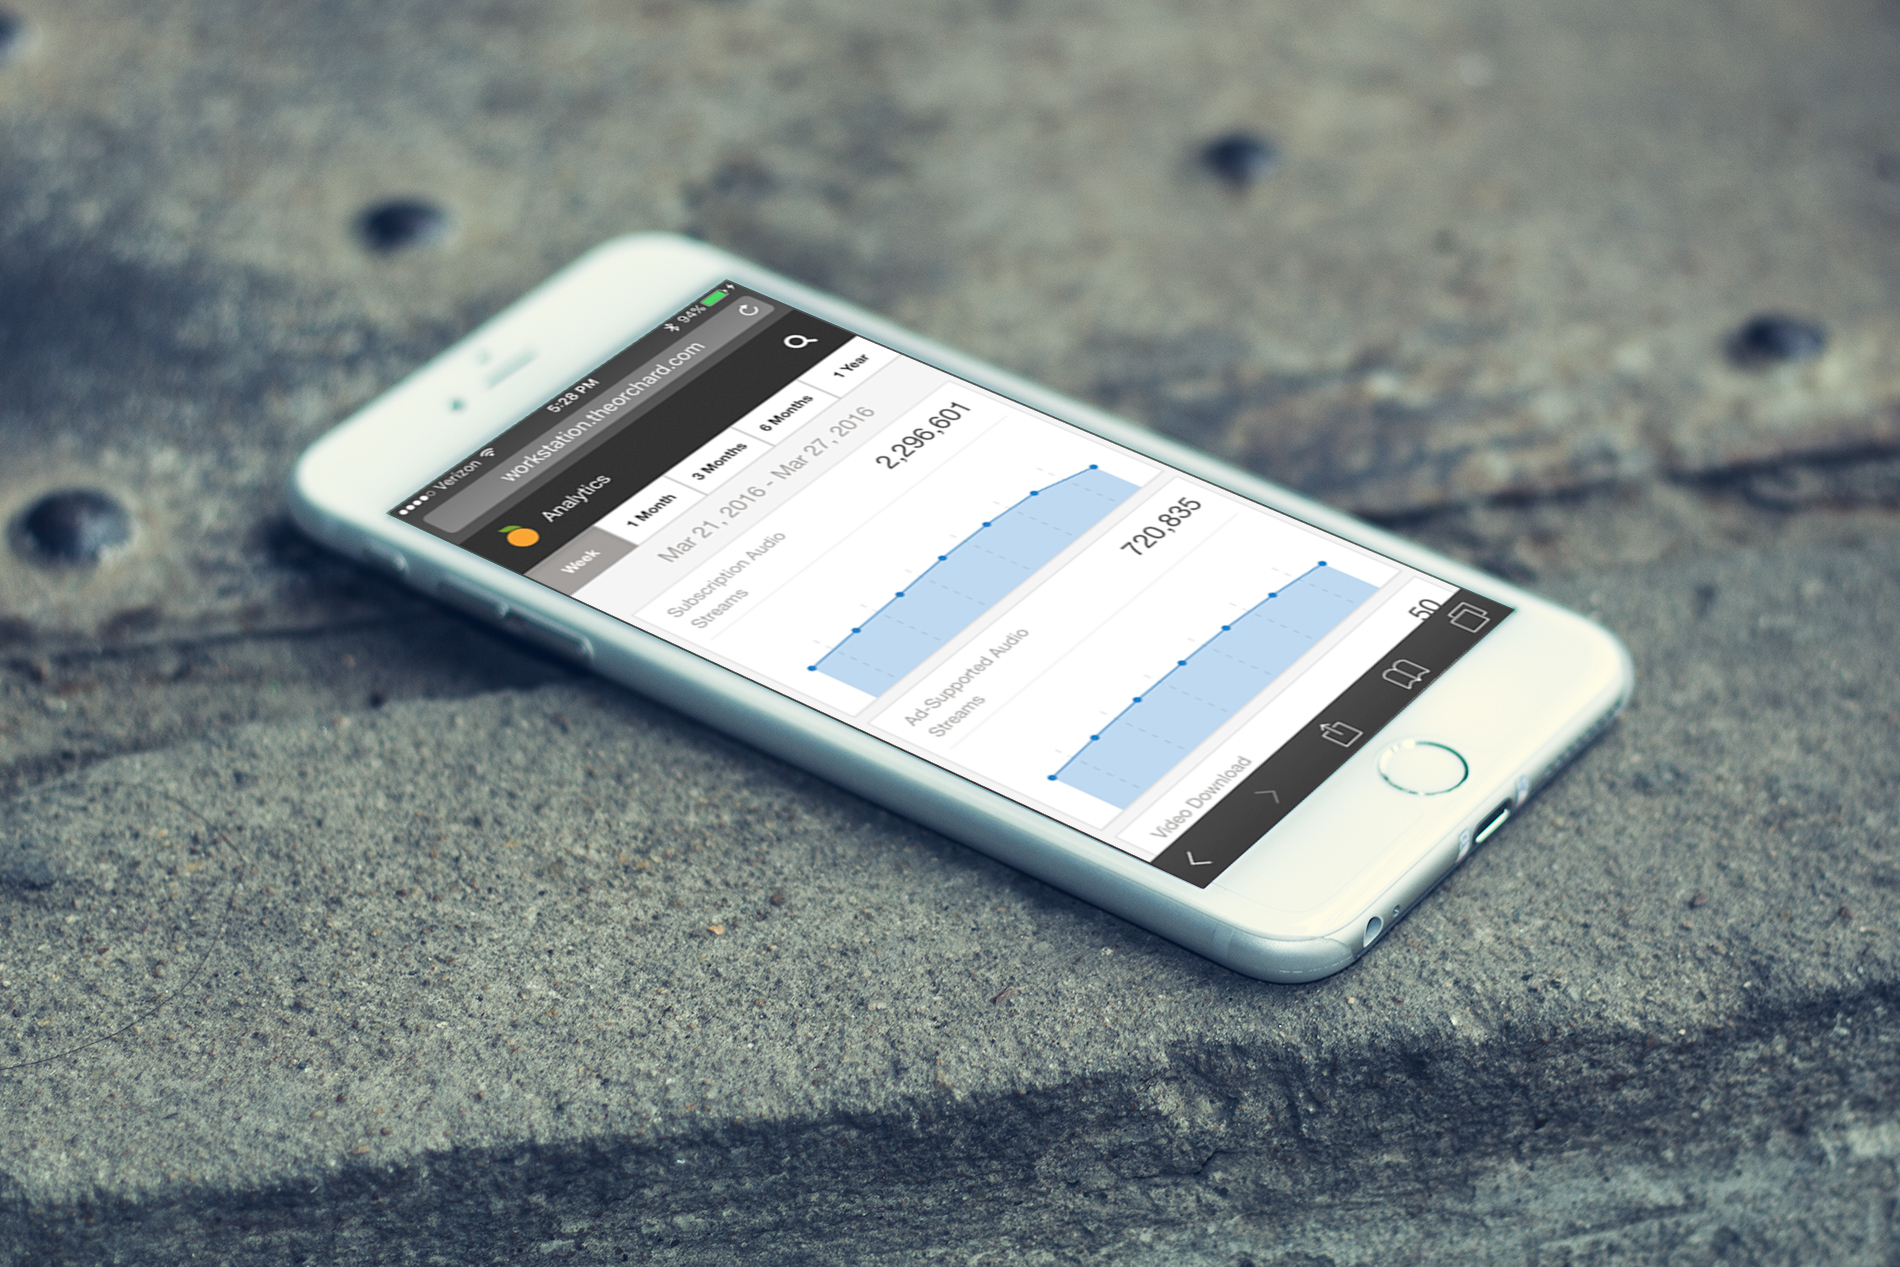 Verizon 5:28 PM 94%
workstation.theorchard.com
Analytics
Week 1 Month 3 Months 6 Months 1 Year
Mar 21, 2016 - Mar 27, 2016
Subscription Audio
Streams
2,296,601
Ad-Supported Audio
Streams
720,835
Video Download
50